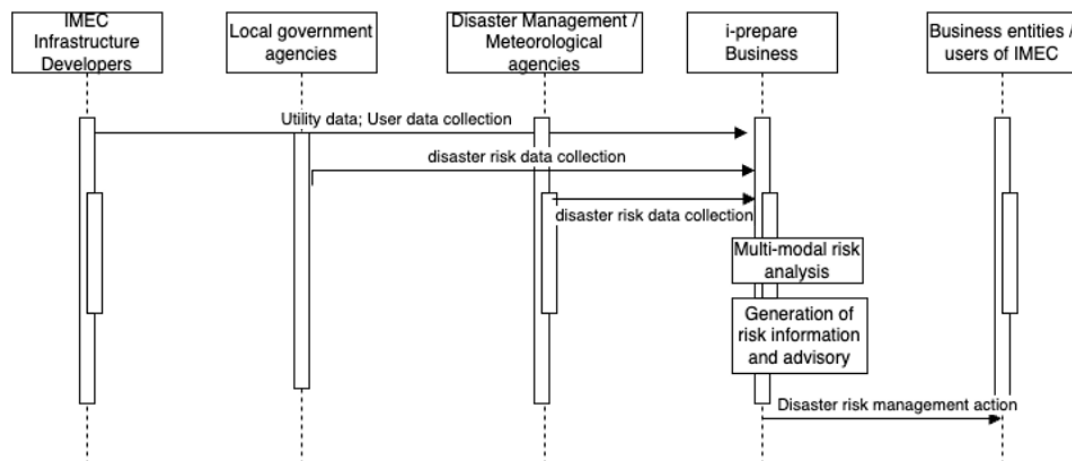 IMEC
Infrastructure
Developers
Local government
agencies
Disaster Management /
Meteorological
agencies
i-prepare
Business
Business entities /
users of IMEC
Utility data; User data collection
disaster risk data collection
disaster risk data collection
Multi-modal risk
analysis
Generation of
risk information
and advisory
Disaster risk management action